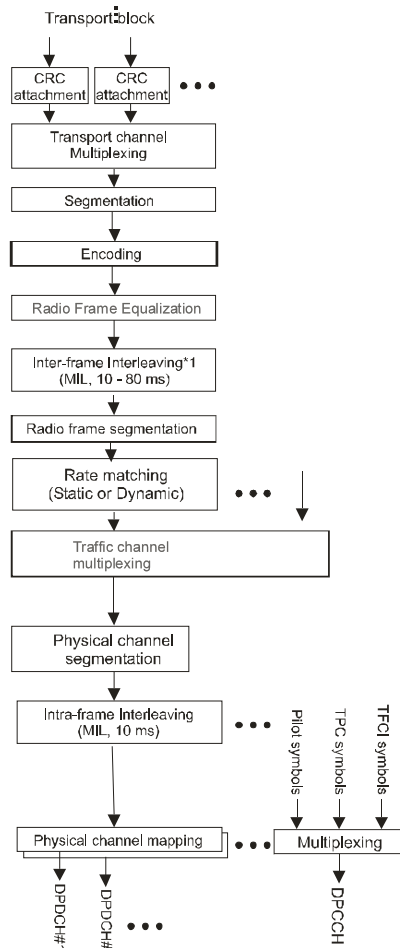 Transport block
CRC
attachment
CRC
attachment
Transport channel
Multiplexing
Segmentation
Encoding
Radio Frame Equalization
Inter-frame Interleaving*1
(MIL, 10 - 80 ms)
Radio frame segmentation
Rate matching
(Static or Dynamic)
Traffic channel
multiplexing
Physical channel
segmentation
Intra-frame Interleaving
(MIL, 10 ms)
Pilot symbols
TPC symbols
TFCI symbols
Physical channel mapping
Multiplexing
DPDCH#
DPDCH#
DPCCH